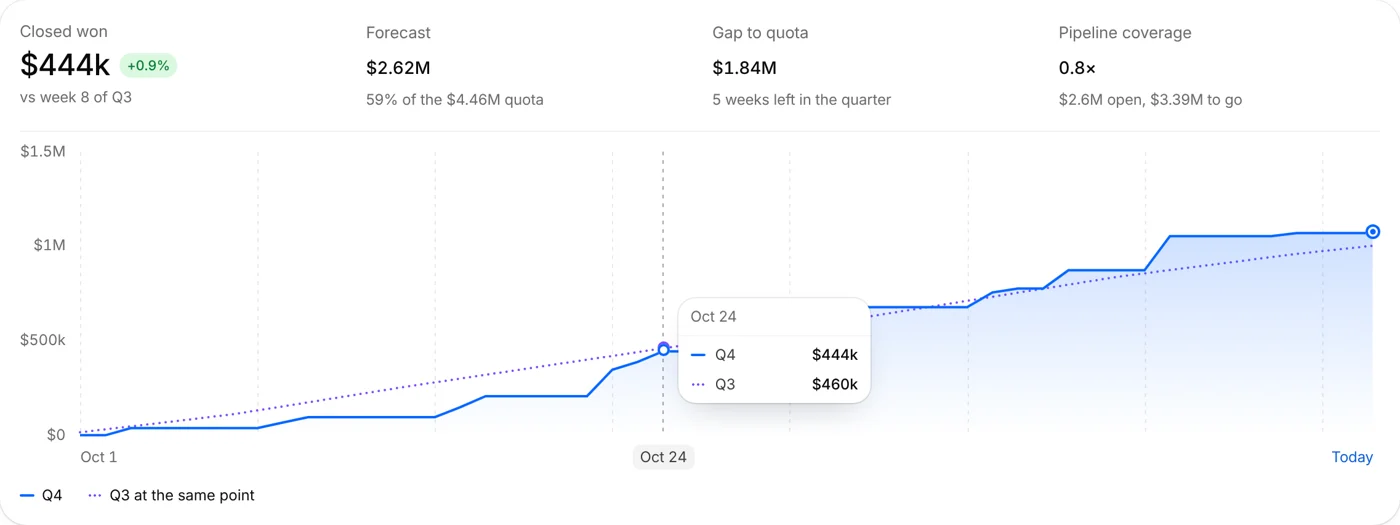 Closed won
$444k +0.9%
vs week 8 of Q3
Forecast
$2.62M
59% of the $4.46M quota
Gap to quota
$1.84M
5 weeks left in the quarter
Pipeline coverage
0.8×
$2.6M open, $3.39M to go
$1.5M
$1M
$500k
$0
Oct 24
Q4 $444k
Q3 $460k
Oct 1 Oct 24 Today
Q4 Q3 at the same point